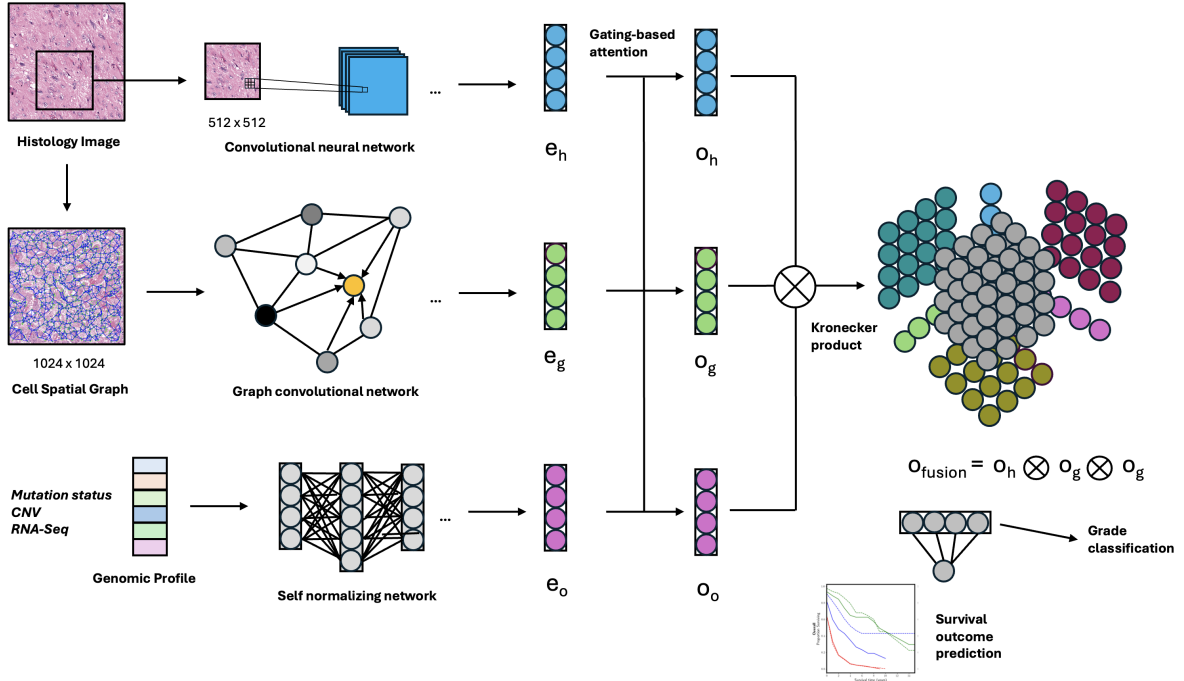 Histology Image
512 x 512
Convolutional neural network
...
e_h
Gating-based
attention
o_h
1024 x 1024
Cell Spatial Graph
Graph convolutional network
...
e_g
o_g
Kronecker
product
Mutation status
CNV
RNA-Seq
Genomic Profile
Self normalizing network
...
e_o
o_o
o_fusion = o_h ⊗ o_g ⊗ o_g
Grade
classification
Survival
outcome
prediction